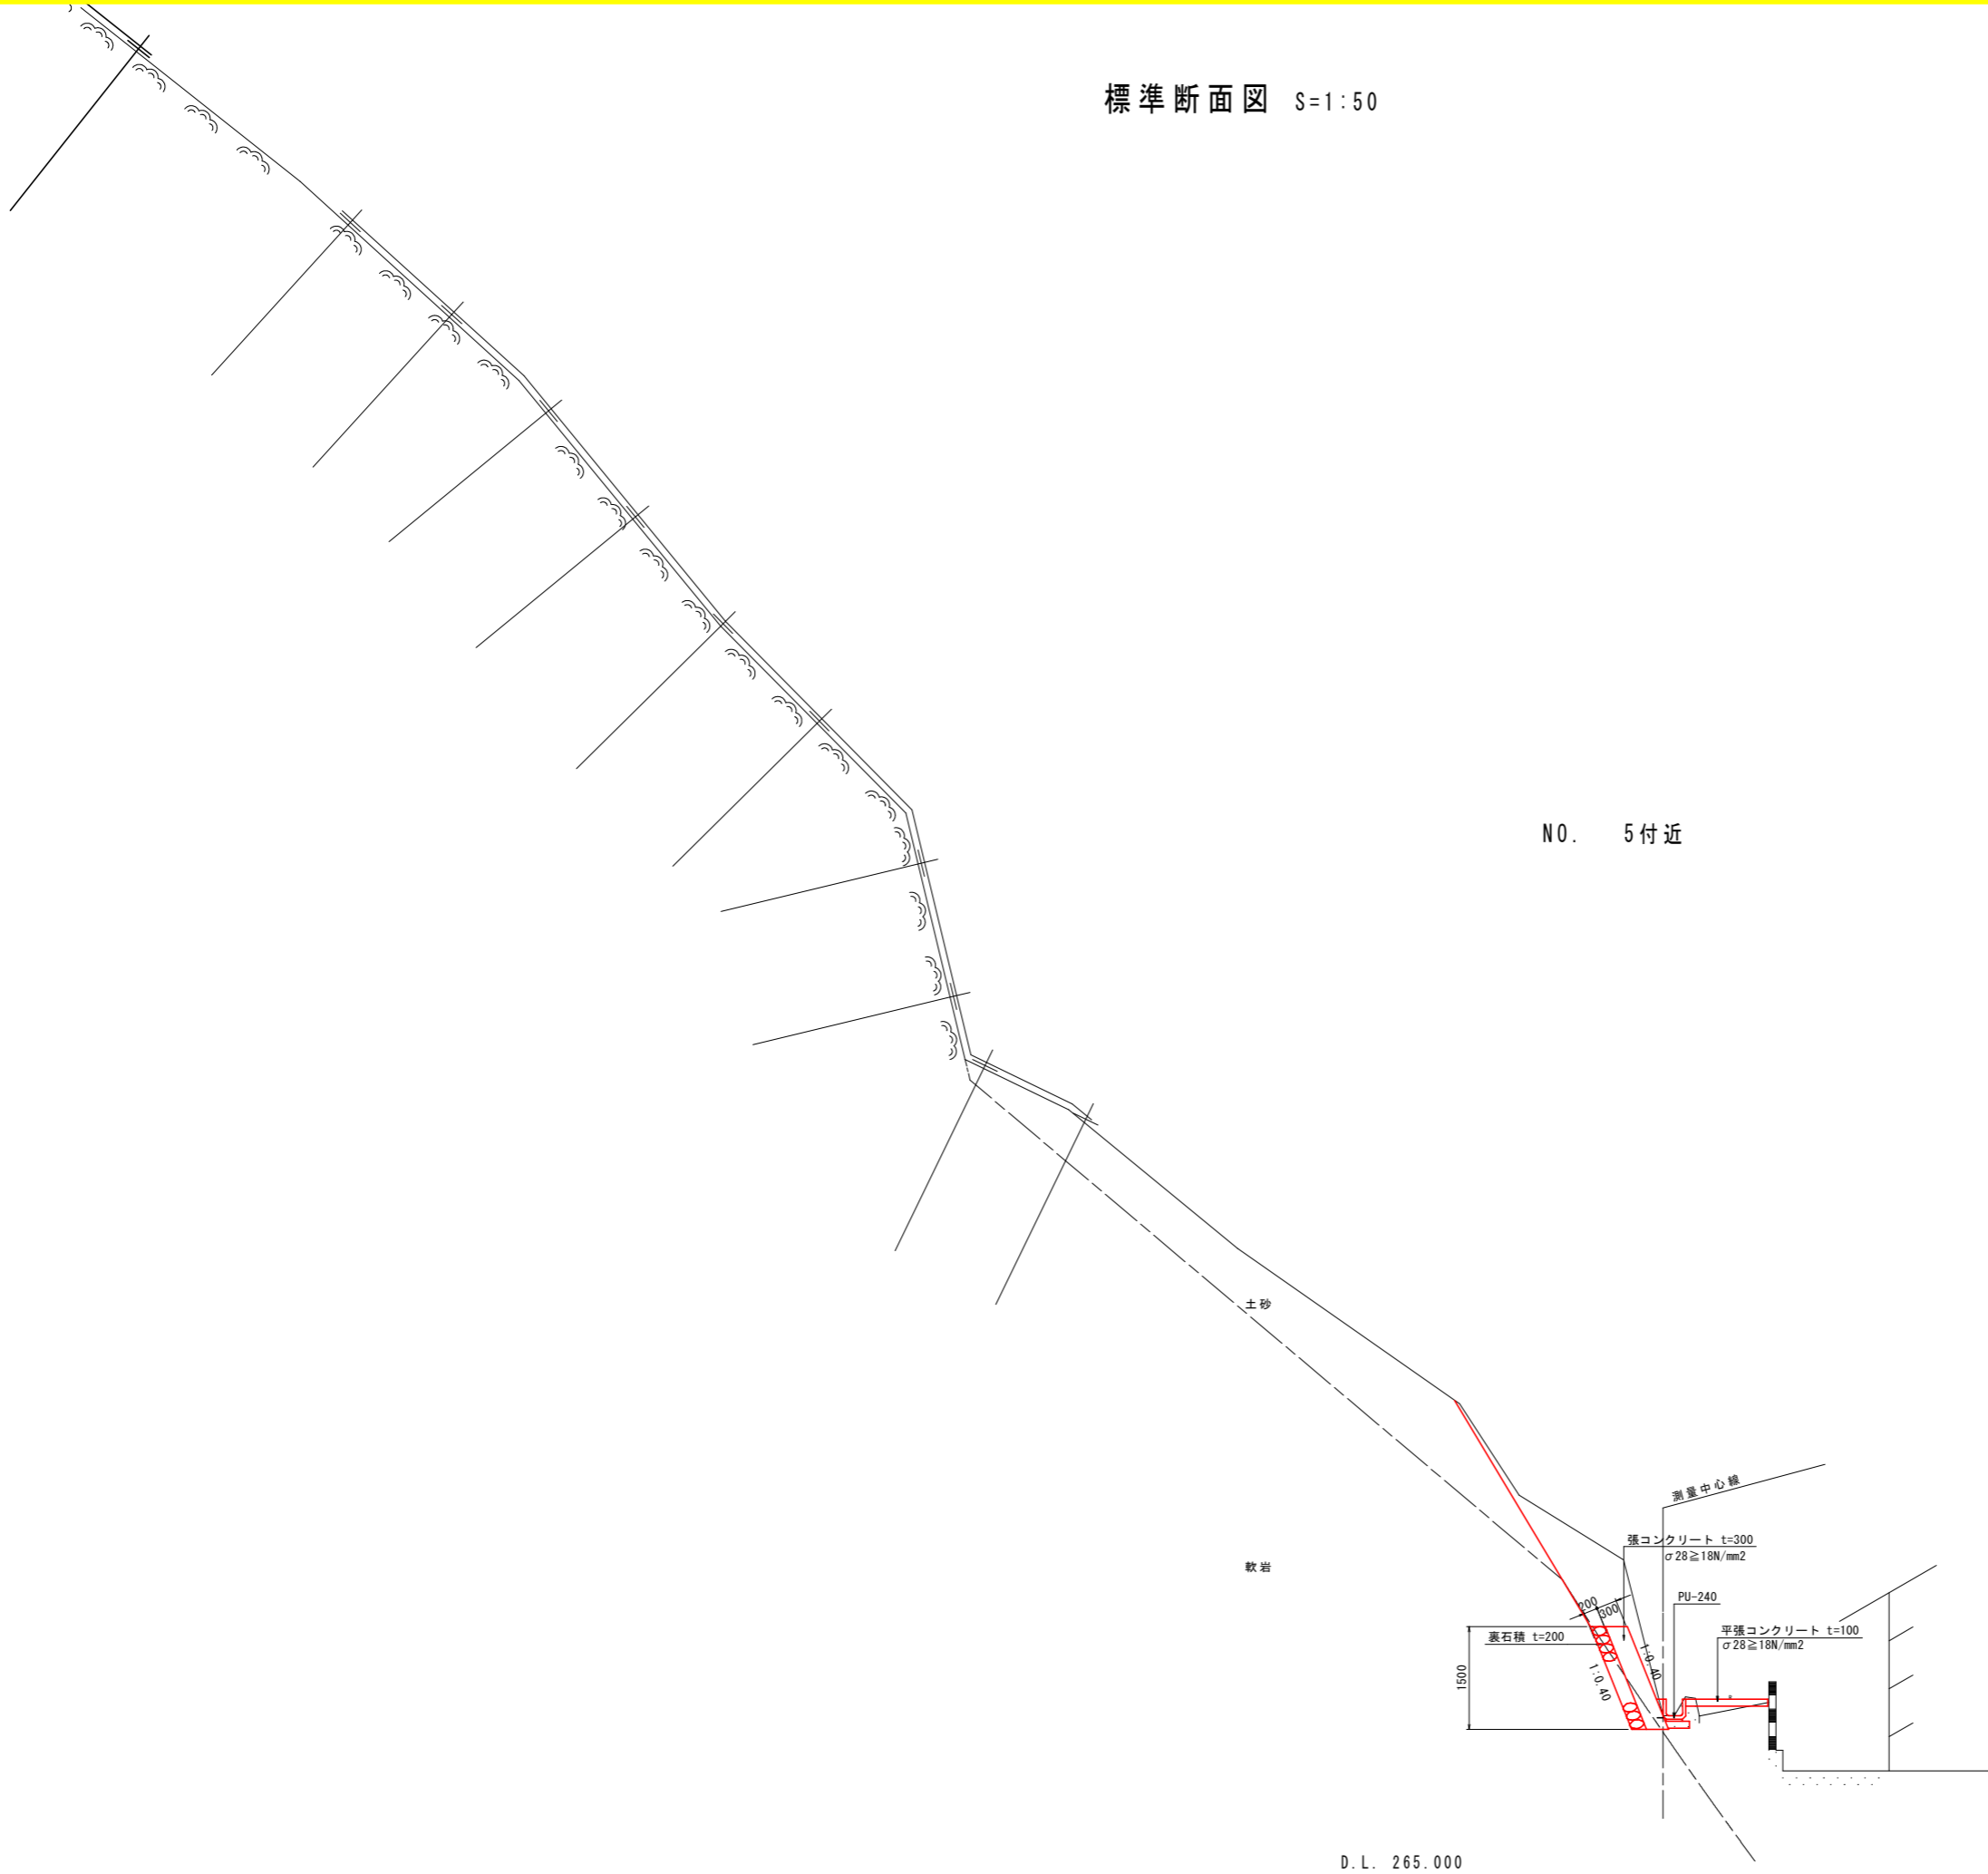 標準断面図 S=1:50
NO. 5付近
土砂
測量中心線
張コンクリート t=300
σ28≧18N/mm2
軟岩
PU-240
200
300
平張コンクリート t=100
σ28≧18N/mm2
裏石積 t=200
1:0.40
1:0.40
1500
D.L. 265.000